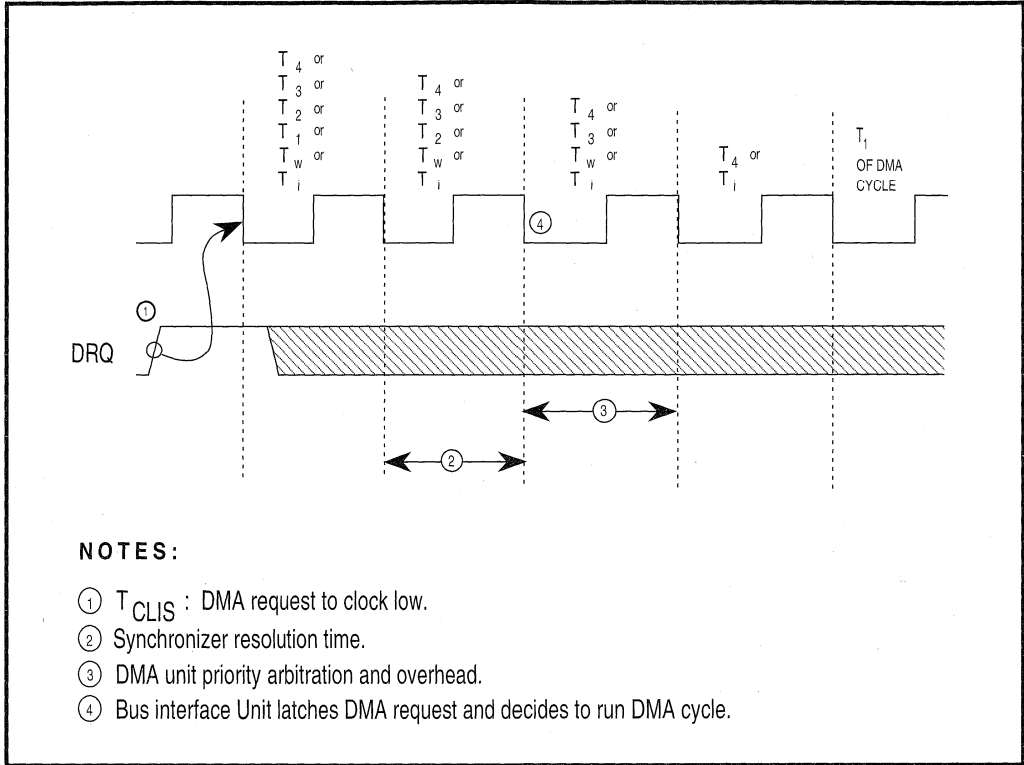 T4 or
T3 or
T2 or
T1 or
Tw or
Ti
T4 or
T3 or
T2 or
Tw or
Ti
T4 or
T3 or
Tw or
Ti
T4 or
Ti
T1
OF DMA
CYCLE
4
1
DRQ
3
2
NOTES:
1 TCLIS : DMA request to clock low.
2 Synchronizer resolution time.
3 DMA unit priority arbitration and overhead.
4 Bus interface Unit latches DMA request and decides to run DMA cycle.